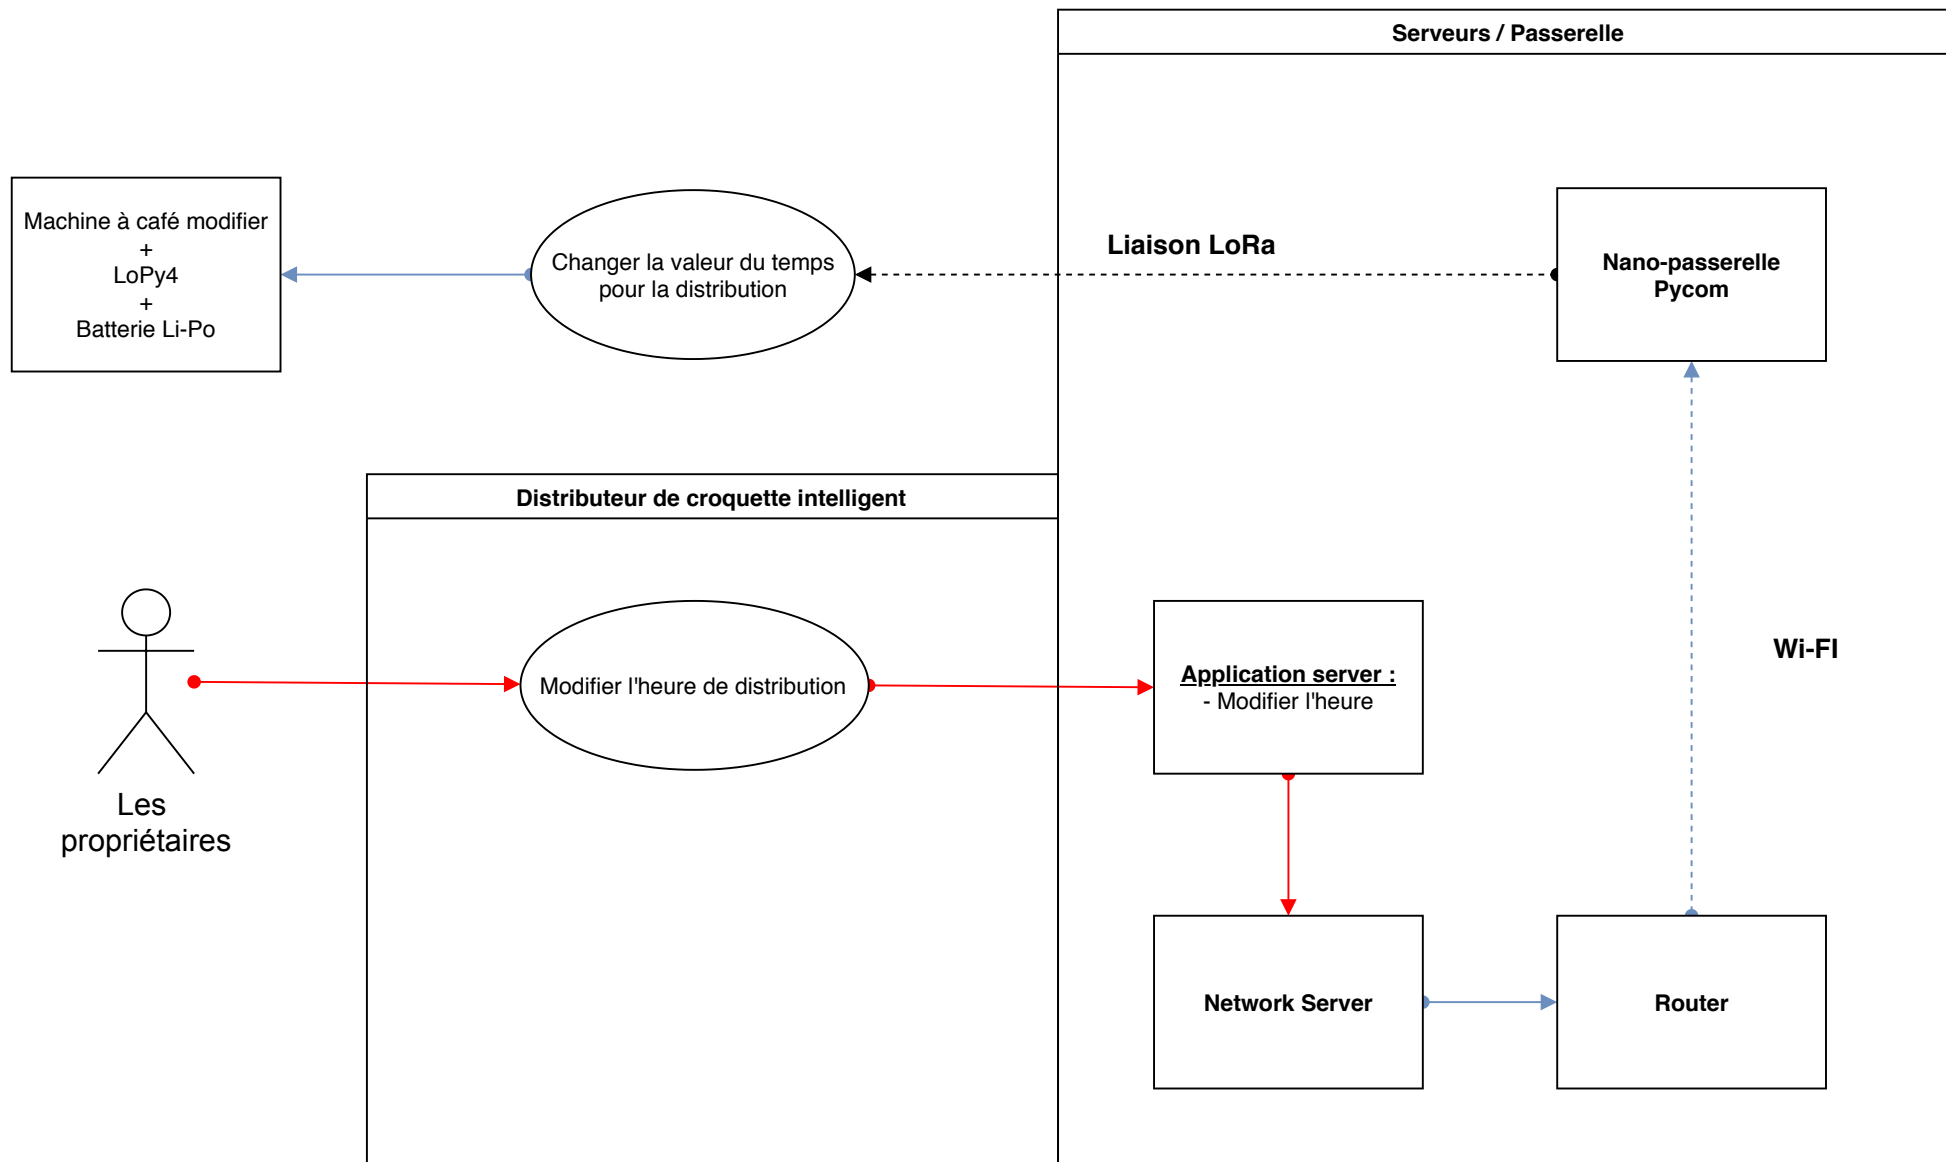 Serveurs / Passerelle
Machine à café modifier
+
LoPy4
+
Batterie Li-Po
Changer la valeur du temps
pour la distribution
Liaison LoRa
Nano-passerelle
Pycom
Distributeur de croquette intelligent
Les
propriétaires
Modifier l'heure de distribution
Application server :
- Modifier l'heure
Wi-FI
Network Server
Router